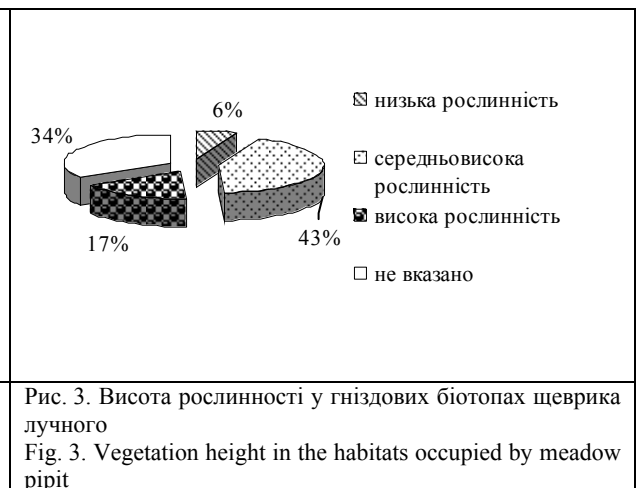 6%
34%
17%
43%
низька рослинність
середньовисока
рослинність
висока рослинність
не вказано
Рис. 3. Висота рослинності у гніздових біотопах щеврика
лучного
Fig. 3. Vegetation height in the habitats occupied by meadow
pipit